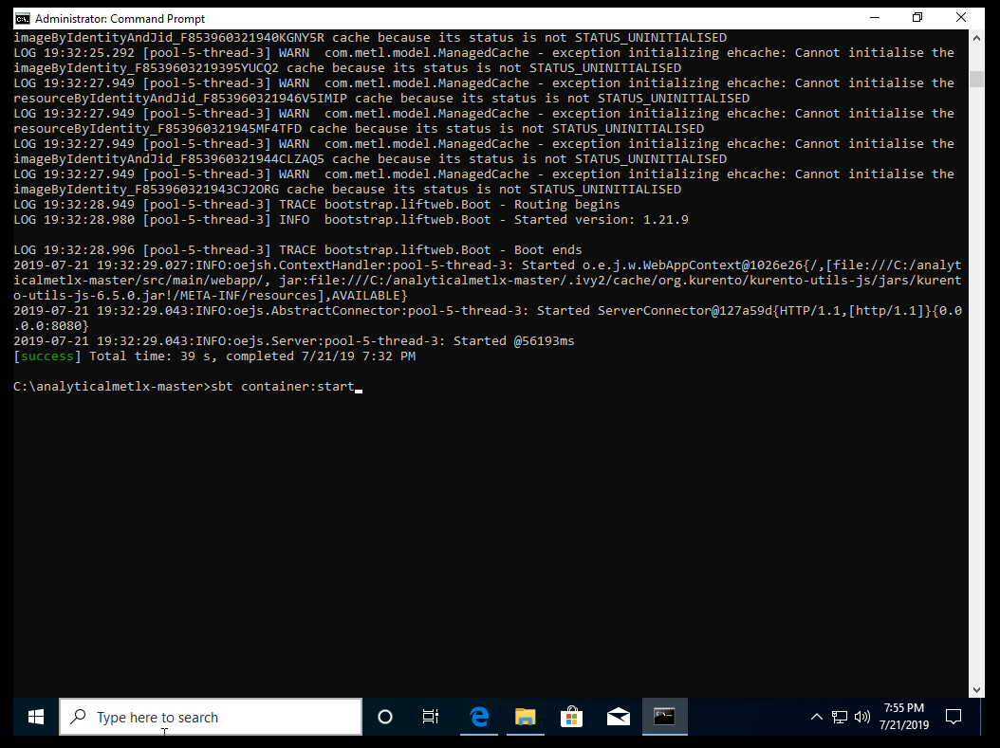 Administrator: Command Prompt
imageByIdentityAndJid_F853960321940KGNY5R cache because its status is not STATUS_UNINITIALISED
LOG 19:32:25.292 [pool-5-thread-3] WARN  com.metl.model.ManagedCache - exception initializing ehcache: Cannot initialise the
imageByIdentity_F8539603219395YUCQ2 cache because its status is not STATUS_UNINITIALISED
LOG 19:32:27.949 [pool-5-thread-3] WARN  com.metl.model.ManagedCache - exception initializing ehcache: Cannot initialise the
resourceByIdentityAndJid_F853960321946V5IMIP cache because its status is not STATUS_UNINITIALISED
LOG 19:32:27.949 [pool-5-thread-3] WARN  com.metl.model.ManagedCache - exception initializing ehcache: Cannot initialise the
resourceByIdentity_F853960321945MF4TFD cache because its status is not STATUS_UNINITIALISED
LOG 19:32:27.949 [pool-5-thread-3] WARN  com.metl.model.ManagedCache - exception initializing ehcache: Cannot initialise the
imageByIdentityAndJid_F853960321944CLZAQ5 cache because its status is not STATUS_UNINITIALISED
LOG 19:32:27.949 [pool-5-thread-3] WARN  com.metl.model.ManagedCache - exception initializing ehcache: Cannot initialise the
imageByIdentity_F853960321943CJ2ORG cache because its status is not STATUS_UNINITIALISED
LOG 19:32:28.949 [pool-5-thread-3] TRACE bootstrap.liftweb.Boot - Routing begins
LOG 19:32:28.980 [pool-5-thread-3] INFO  bootstrap.liftweb.Boot - Started version: 1.21.9
LOG 19:32:28.996 [pool-5-thread-3] TRACE bootstrap.liftweb.Boot - Boot ends
2019-07-21 19:32:29.027:INFO:oejsh.ContextHandler:pool-5-thread-3: Started o.e.j.w.WebAppContext@1026e26{/,[file:///C:/analyt
icalmetlx-master/src/main/webapp/, jar:file:///C:/analyticalmetlx-master/.ivy2/cache/org.kurento/kurento-utils-js/jars/kurent
o-utils-js-6.5.0.jar!/META-INF/resources],AVAILABLE}
2019-07-21 19:32:29.043:INFO:oejs.AbstractConnector:pool-5-thread-3: Started ServerConnector@127a59d{HTTP/1.1,[http/1.1]}{0.0
.0.0:8080}
2019-07-21 19:32:29.043:INFO:oejs.Server:pool-5-thread-3: Started @56193ms
[success] Total time: 39 s, completed 7/21/19 7:32 PM
C:\analyticalmetlx-master>sbt container:start
Type here to search
7:55 PM
7/21/2019